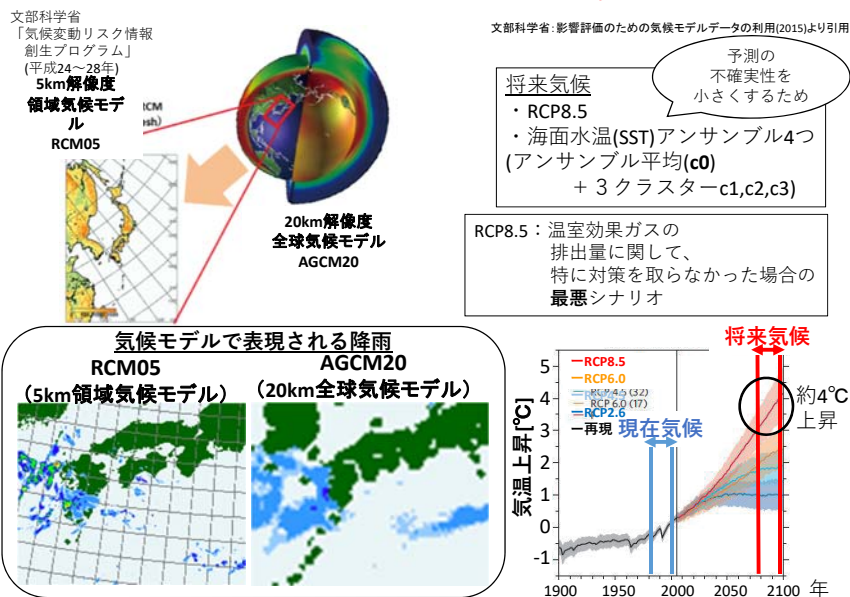 文部科学省
「気候変動リスク情報
創生プログラム」
(平成24～28年)
5km解像度
領域気候モデ
ル
RCM05
RCM
esh)
20km解像度
全球気候モデル
AGCM20
文部科学省：影響評価のための気候モデルデータの利用(2015)より引用
予測の
不確実性を
小さくするため
将来気候
・RCP8.5
・海面水温(SST)アンサンブル4つ
(アンサンブル平均(c0)
＋３クラスターc1,c2,c3)
RCP8.5：温室効果ガスの
排出量に関して、
特に対策を取らなかった場合の
最悪シナリオ
気候モデルで表現される降雨
RCM05
（5km領域気候モデル）
AGCM20
（20km全球気候モデル）
将来気候
気温上昇[℃]
5
4
3
2
1
0
-1
RCP8.5
RCP6.0
RCP 4.5 (32)
RCP 6.0 (17)
RCP2.6
再現
現在気候
約4℃
上昇
1900
1950
2000
2050
2100
年